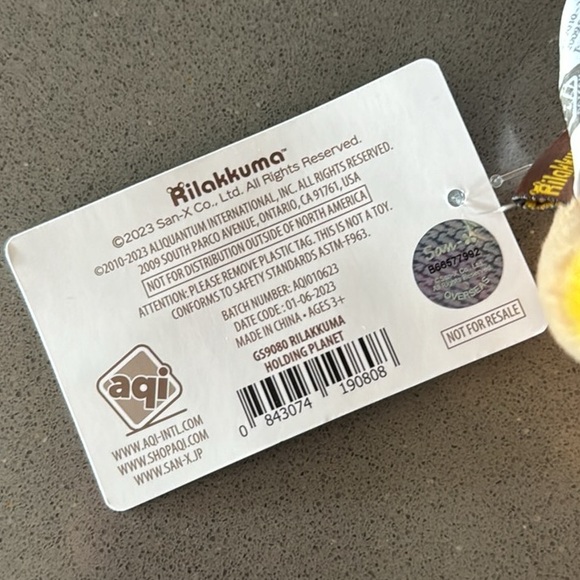 Rilakkuma™
©2023 San-X Co., Ltd. All Rights Reserved.
©2010-2023 ALIQUANTUM INTERNATIONAL, INC. ALL RIGHTS RESERVED.
2009 SOUTH PARCO AVENUE, ONTARIO, CA 91761, USA
NOT FOR DISTRIBUTION OUTSIDE OF NORTH AMERICA
ATTENTION: PLEASE REMOVE PLASTIC TAG. THIS IS NOT A TOY.
CONFORMS TO SAFETY STANDARDS ASTM-F963.
BATCH NUMBER: AQI010623
DATE CODE: 01-06-2023
MADE IN CHINA • AGES 3+
GS9080 RILAKKUMA
HOLDING PLANET
0 843074 190808
aqi
WWW.AQI-INTL.COM
WWW.SHOPAQI.COM
WWW.SAN-X.JP
B66577992
OVERSEAS
NOT FOR RESALE
Rilakku